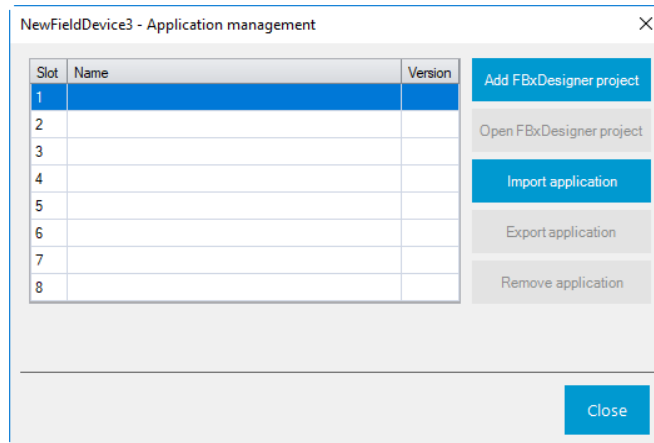 NewFieldDevice3 - Application management
Slot Name Version
1
2
3
4
5
6
7
8
Add FBxDesigner project
Open FBxDesigner project
Import application
Export application
Remove application
Close